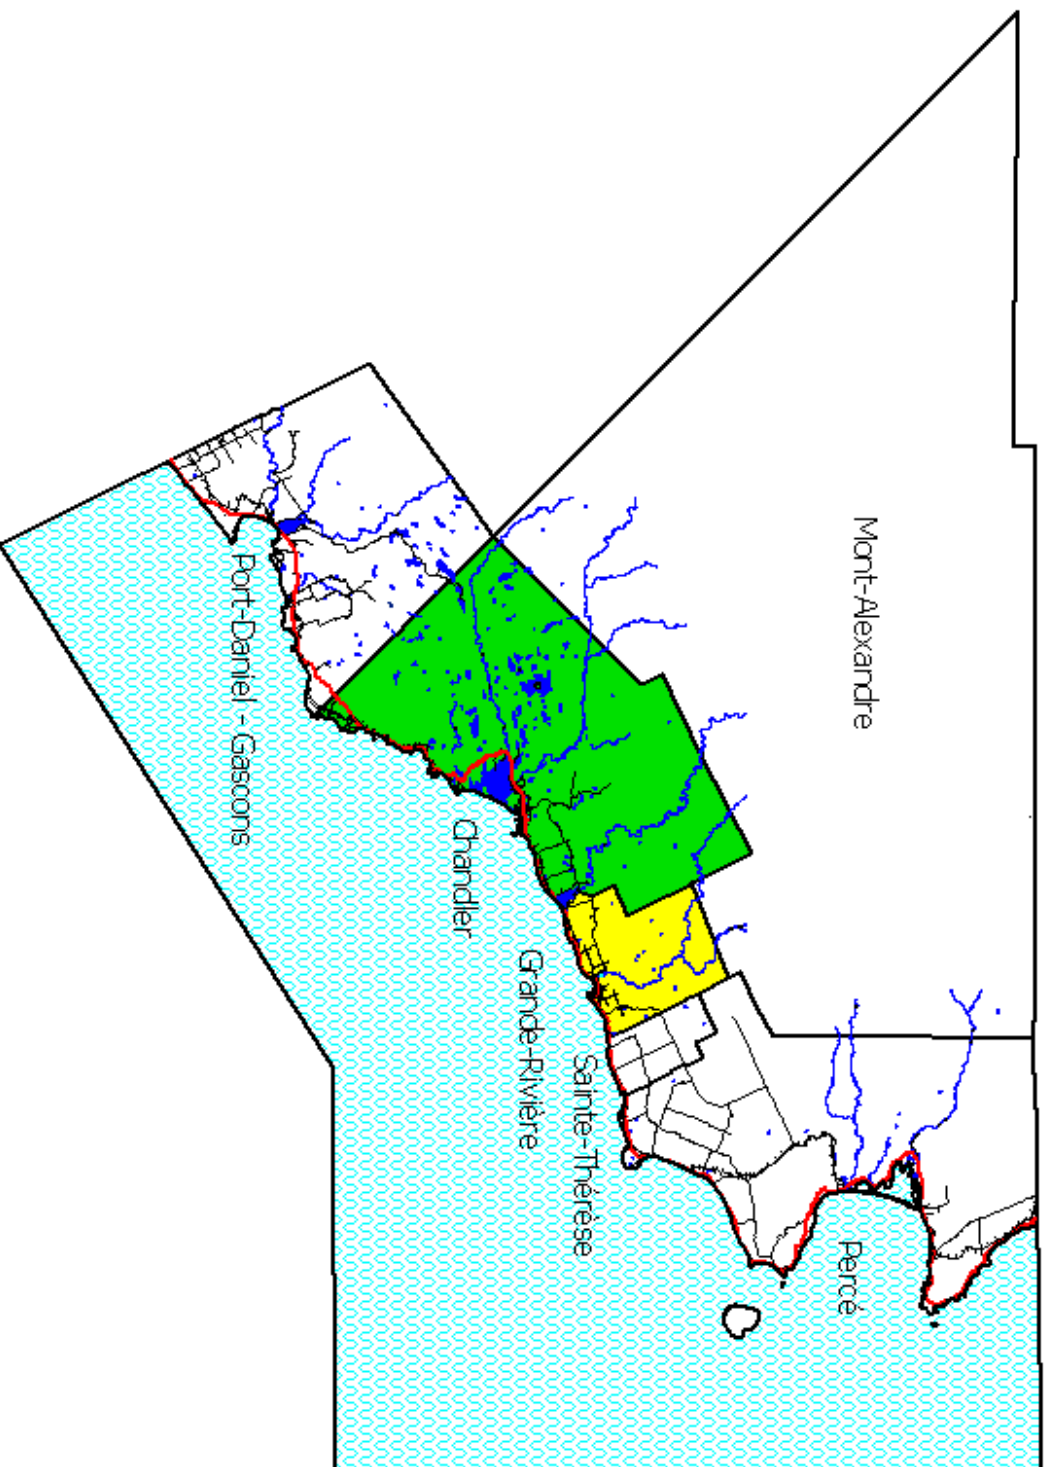 Mont-Alexandre
Percé
Sainte-Thérèse
Grande-Rivière
Chandler
Port-Daniel - Gascons